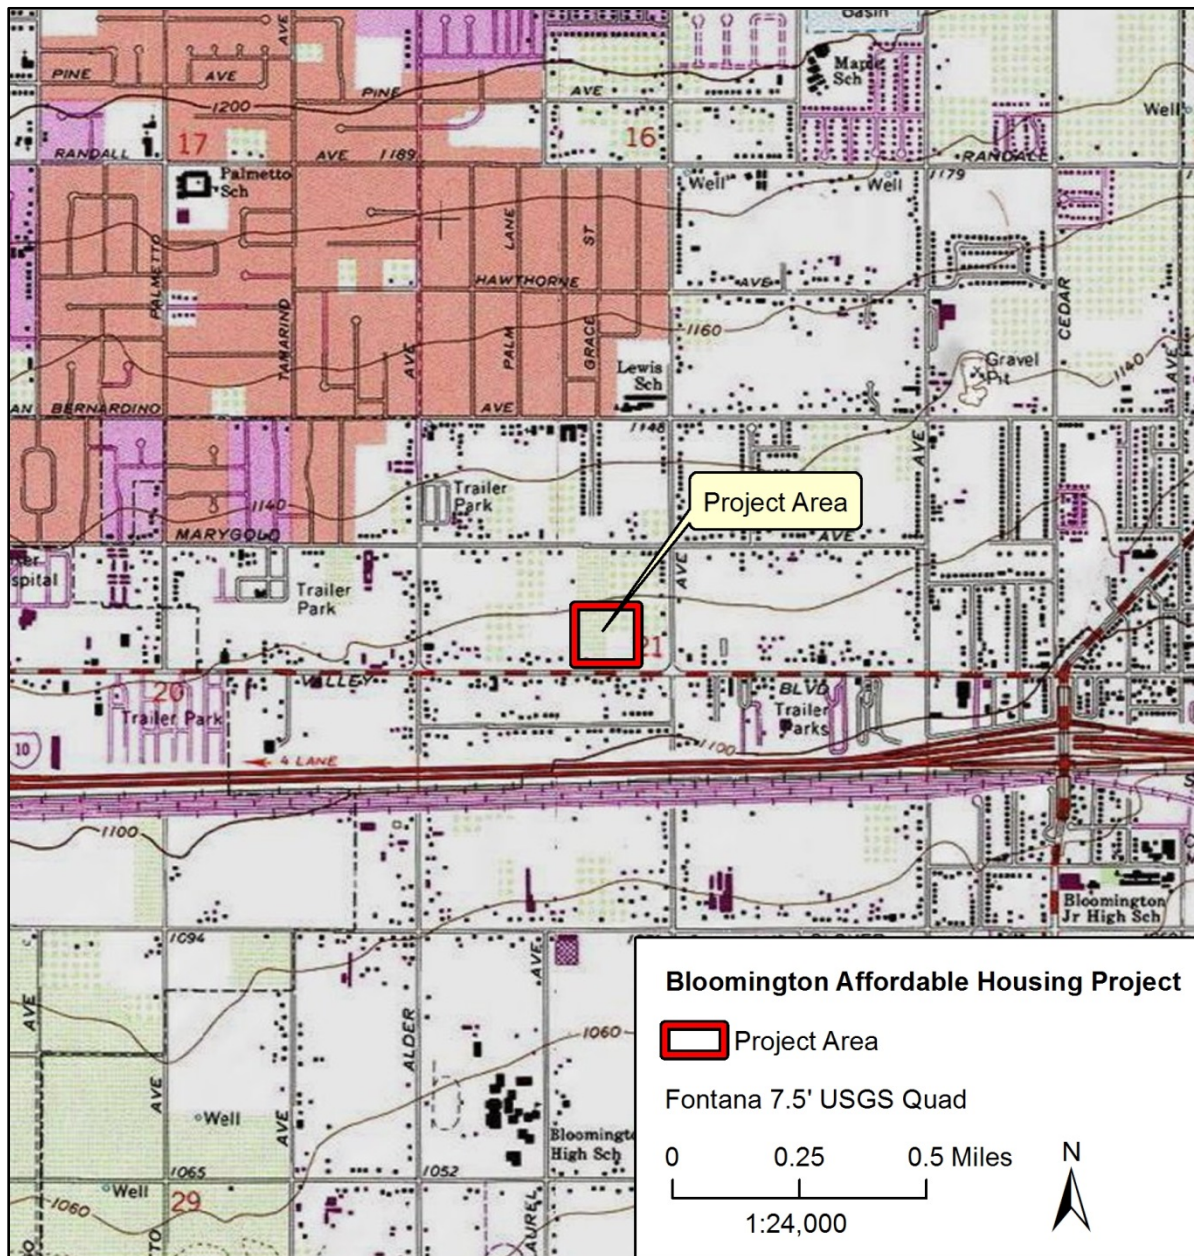 Basin
PINE
AVE
AVE
PINE
AVE
Maple
Sch
1200
Well
17
16
RANDALL
AVE
1189
RANDALL
Palmetto
Sch
Well
Well
1179
LANE
ST
PALMETTO
HAWTHORNE
AVE
TAMARIND
AVE
PALM
GRACE
1160
CEDAR
Lewis
Sch
Gravel
Pit
1140
AVE
AN
BERNARDINO
AVE
1148
AVE
Trailer
Park
1140
Project Area
MARYGOLD
AVE
AVE
spital
Trailer
Park
21
VALLEY
BLVD
20
Trailer Park
Trailer
Parks
10
4 LANE
1100
1100
Bloomington
Jr High Sch
1094
AVE
AVE
AVE
ALDER
AVE
1060
Well
Bloomingto
High Sch
1065
1052
Well
29
1060
LAUREL
Bloomington Affordable Housing Project
Project Area
Fontana 7.5' USGS Quad
0 0.25 0.5 Miles
1:24,000
N